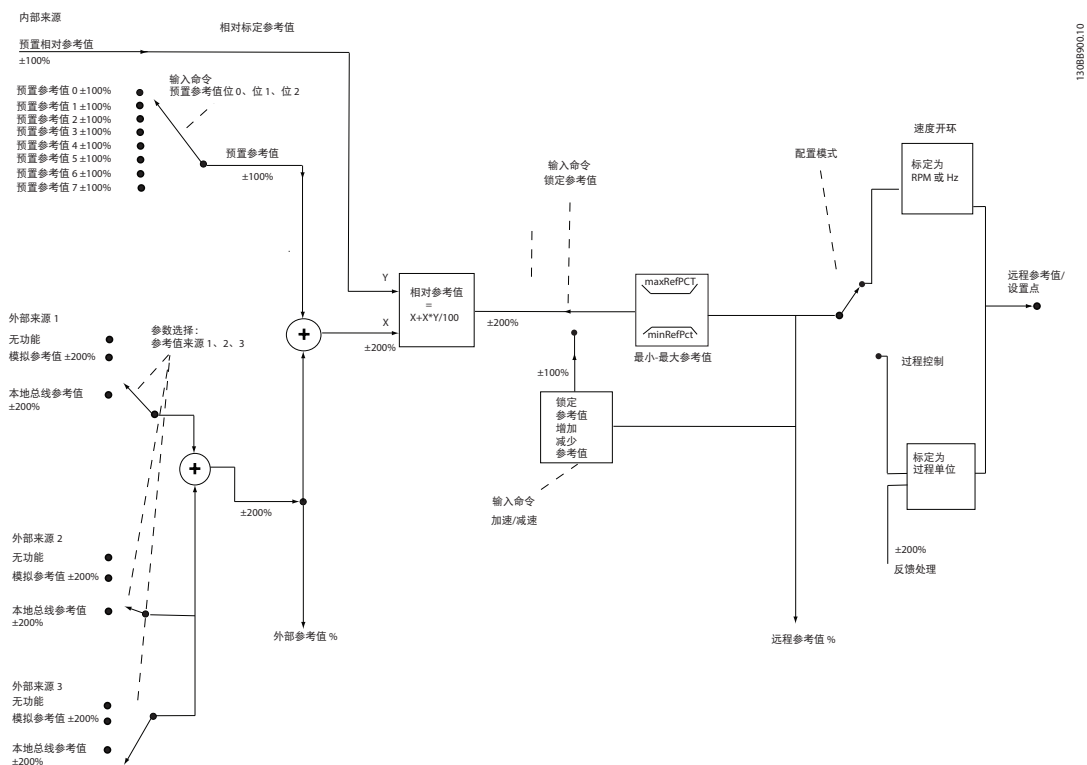 内部来源
相对标定参考值
预置相对参考值
±100%
130BB900.10
输入命令
预置参考值位 0、位 1、位 2
预置参考值 0 ±100%
预置参考值 1 ±100%
预置参考值 2 ±100%
预置参考值 3 ±100%
预置参考值 4 ±100%
预置参考值 5 ±100%
预置参考值 6 ±100%
预置参考值 7 ±100%
预置参考值
±100%
速度开环
配置模式
标定为
RPM 或 Hz
输入命令
锁定参考值
Y
X
相对参考值
=
X+X*Y/100
±200%
±200%
maxRefPCT
minRefPct
最小-最大参考值
远程参考值/
设置点
外部来源 1
无功能
模拟参考值 ±200%
本地总线参考值
±200%
参数选择：
参考值来源 1、2、3
+
+
±200%
±100%
锁定
参考值
增加
减少
参考值
输入命令
加速/减速
过程控制
标定为
过程单位
±200%
反馈处理
外部来源 2
无功能
模拟参考值 ±200%
本地总线参考值
±200%
外部参考值 %
远程参考值 %
外部来源 3
无功能
模拟参考值 ±200%
本地总线参考值
±200%